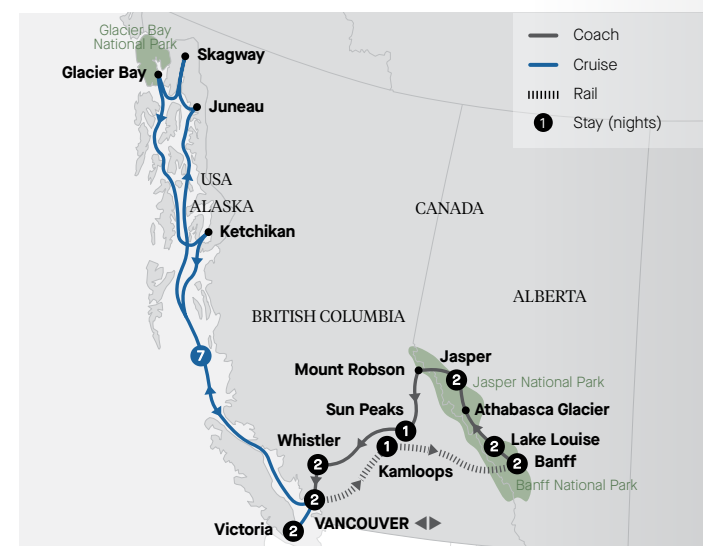 Glacier Bay
National Park
Skagway
Glacier Bay
Juneau
Coach
Cruise
Rail
1 Stay (nights)
USA
ALASKA
CANADA
Ketchikan
ALBERTA
BRITISH COLUMBIA
7
Jasper
Mount Robson
2
Jasper National Park
Sun Peaks
Athabasca Glacier
1
Whistler
1
2
Lake Louise
2
Kamloops
2
Banff
Banff National Park
2
VANCOUVER
Victoria
2